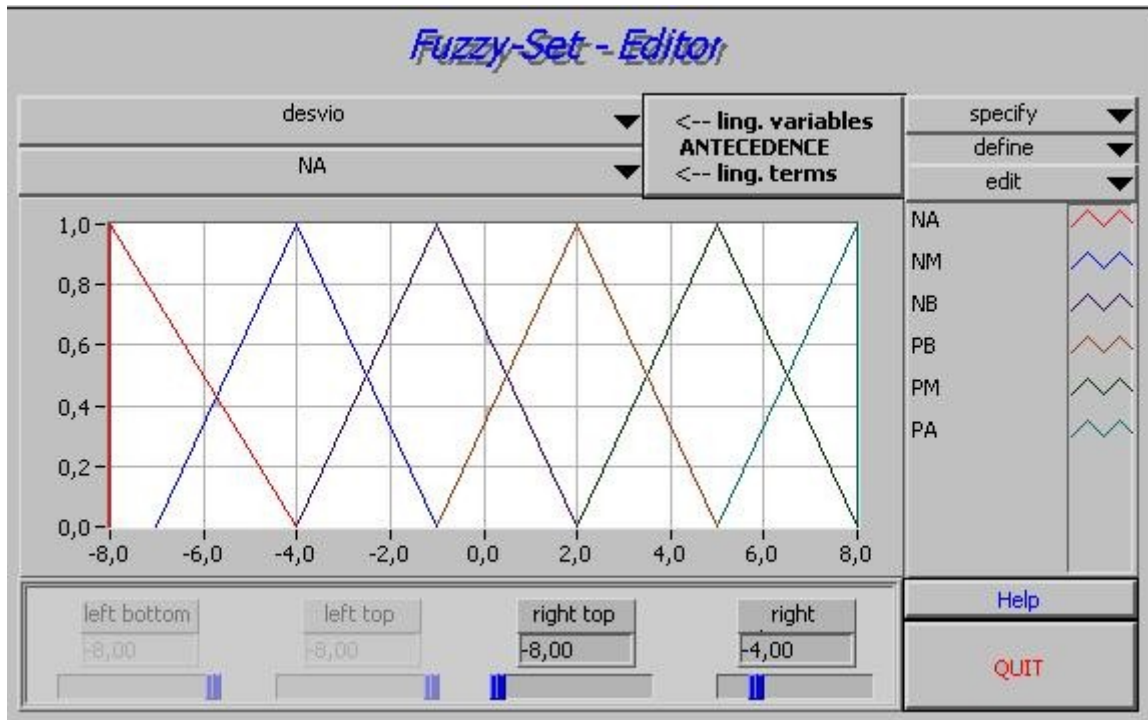 Fuzzy-Set - Editor
desvio
NA
<-- ling. variables
ANTECEDENCE
<-- ling. terms
specify
define
edit
1,0
0,8
0,6
0,4
0,2
0,0
-8,0 -6,0 -4,0 -2,0 0,0 2,0 4,0 6,0 8,0
NA
NM
NB
PB
PM
PA
left bottom left top right top right
-8,00 -8,00 -8,00 -4,00
Help
QUIT